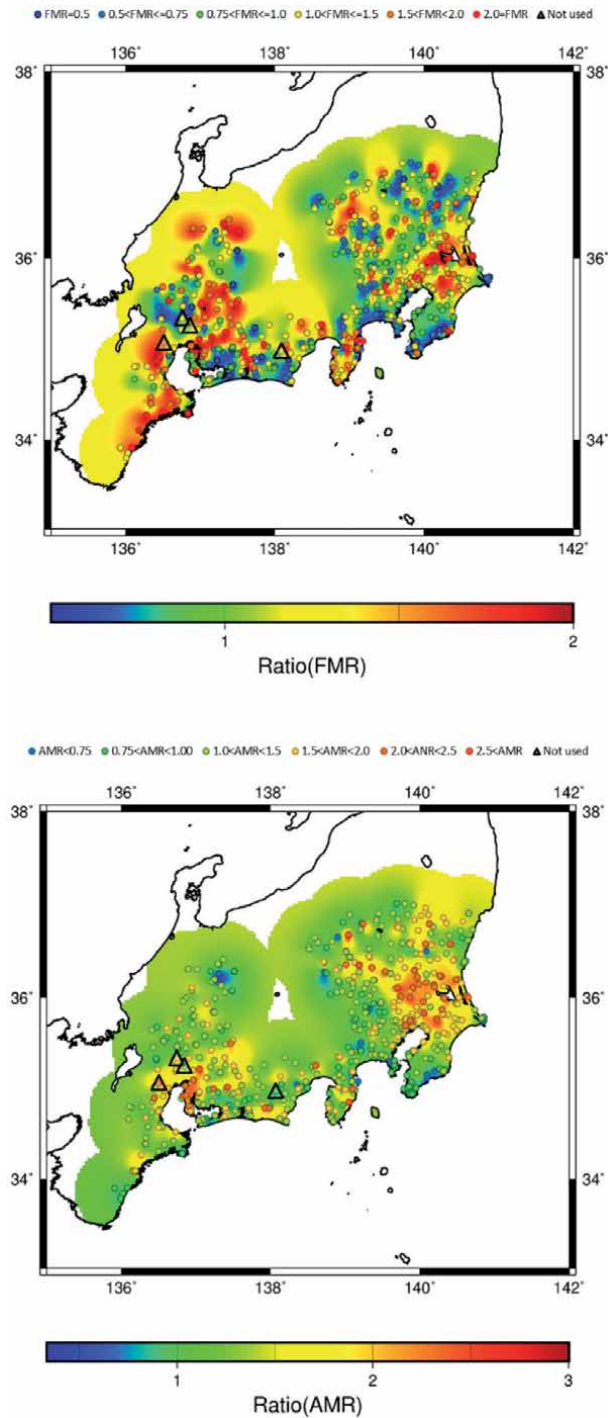 FMR=0.5 0.5<FMR<=0.75 0.75<FMR<=1.0 1.0<FMR<=1.5 1.5<FMR<2.0 2.0=FMR Not used
136˚ 138˚ 140˚ 142˚
38˚ 38˚
36˚ 36˚
34˚ 34˚
136˚ 138˚ 140˚ 142˚
1 2
Ratio(FMR)
AMR<0.75 0.75<AMR<1.00 1.0<AMR<1.5 1.5<AMR<2.0 2.0<ANR<2.5 2.5<AMR Not used
136˚ 138˚ 140˚ 142˚
38˚ 38˚
36˚ 36˚
34˚ 34˚
136˚ 138˚ 140˚ 142˚
1 2 3
Ratio(AMR)